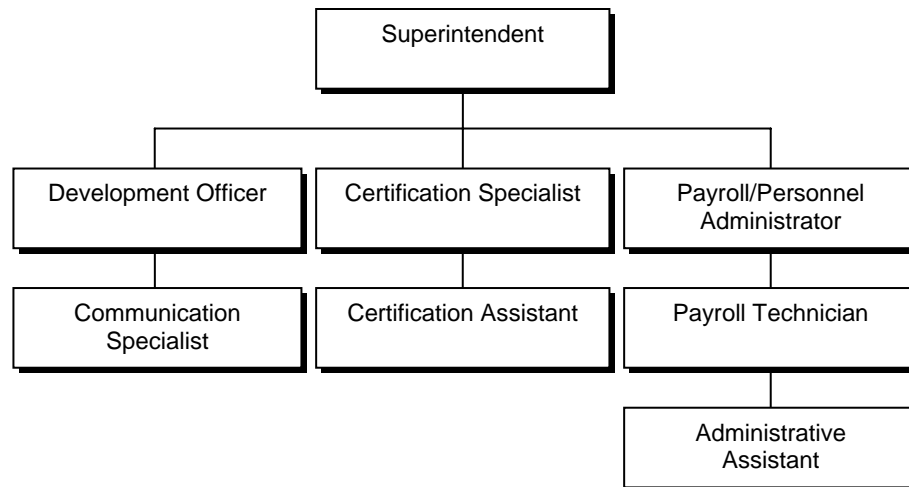 Superintendent
Development Officer
Certification Specialist
Payroll/Personnel
Administrator
Communication
Specialist
Certification Assistant
Payroll Technician
Administrative
Assistant